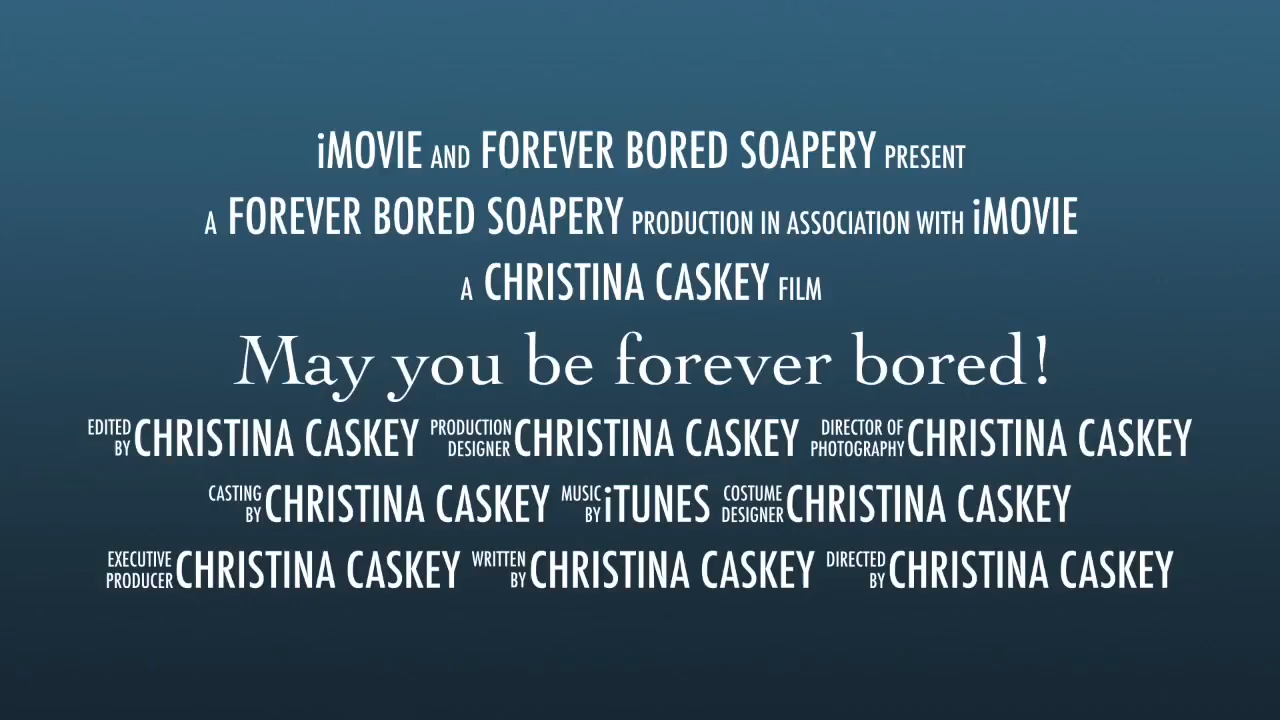 iMOVIE AND FOREVER BORED SOAPERY PRESENT
A FOREVER BORED SOAPERY PRODUCTION IN ASSOCIATION WITH iMOVIE
A CHRISTINA CASKEY FILM
May you be forever bored!
EDITED BY CHRISTINA CASKEY PRODUCTION DESIGNER CHRISTINA CASKEY DIRECTOR OF PHOTOGRAPHY CHRISTINA CASKEY
CASTING BY CHRISTINA CASKEY MUSIC BY iTUNES COSTUME DESIGNER CHRISTINA CASKEY
EXECUTIVE PRODUCER CHRISTINA CASKEY WRITTEN BY CHRISTINA CASKEY DIRECTED BY CHRISTINA CASKEY